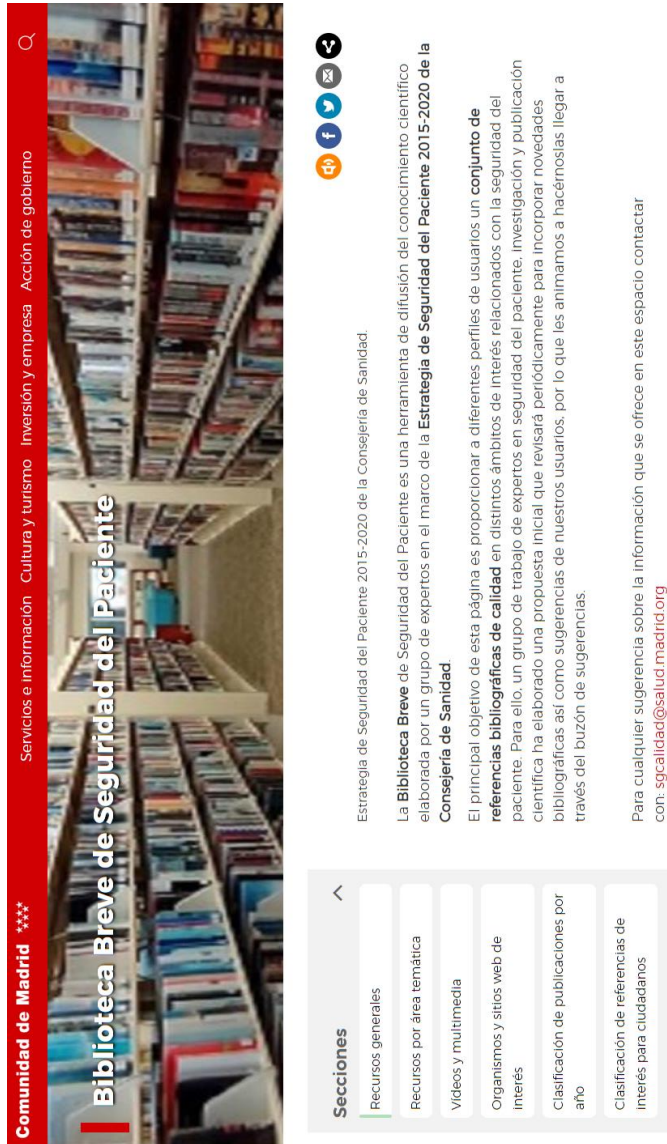 Comunidad de Madrid
Servicios e información Cultura y turismo Inversión y empresa Acción de gobierno
Biblioteca Breve de Seguridad del Paciente
Secciones
Recursos generales
Recursos por área temática
Vídeos y multimedia
Organismos y sitios web de
interés
Clasificación de publicaciones por
año
Clasificación de referencias de
interés para ciudadanos
Estrategia de Seguridad del Paciente 2015-2020 de la Consejería de Sanidad.
La Biblioteca Breve de Seguridad del Paciente es una herramienta de difusión del conocimiento científico
elaborada por un grupo de expertos en el marco de la Estrategia de Seguridad del Paciente 2015-2020 de la
Consejería de Sanidad.
El principal objetivo de esta página es proporcionar a diferentes perfiles de usuarios un conjunto de
referencias bibliográficas de calidad en distintos ámbitos de interés relacionados con la seguridad del
paciente. Para ello, un grupo de trabajo de expertos en seguridad del paciente, investigación y publicación
científica ha elaborado una propuesta inicial que revisará periódicamente para incorporar novedades
bibliográficas así como sugerencias de nuestros usuarios, por lo que les animamos a hacérnoslas llegar a
través del buzón de sugerencias.
Para cualquier sugerencia sobre la información que se ofrece en este espacio contactar
con: sgcalidad@salud.madrid.org